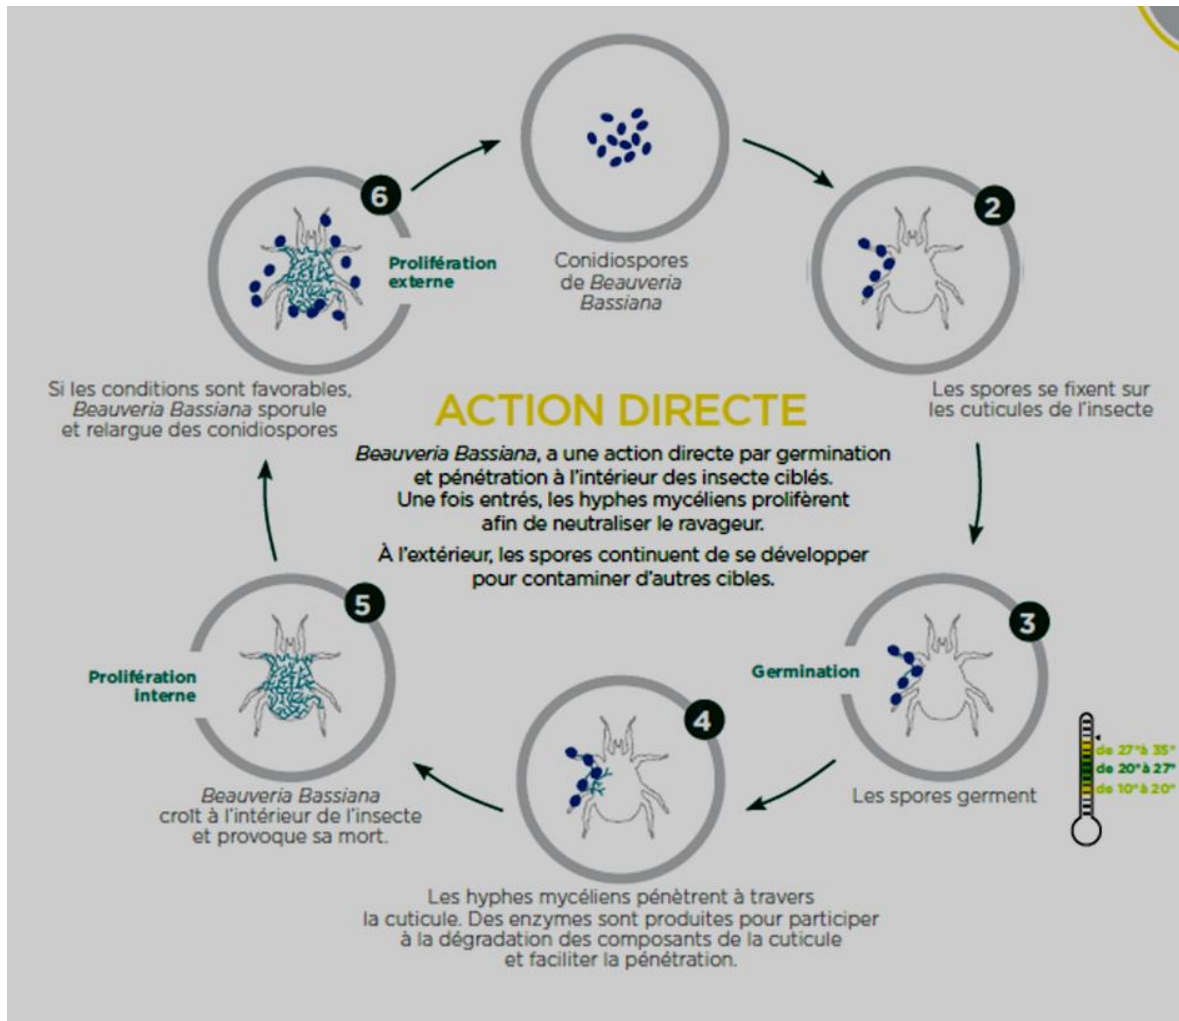 Conidiospores
de Beauveria
Bassiana
2
Les spores se fixent sur
les cuticules de l'insecte
3
Germination
Les spores germent
de 27° à 35°
de 20° à 27°
de 10° à 20°
4
Les hyphes mycéliens pénètrent à travers
la cuticule. Des enzymes sont produites pour participer
à la dégradation des composants de la cuticule
et faciliter la pénétration.
5
Prolifération
interne
Beauveria Bassiana
croît à l'intérieur de l'insecte
et provoque sa mort.
6
Prolifération
externe
Si les conditions sont favorables,
Beauveria Bassiana sporule
et relargue des conidiospores
ACTION DIRECTE
Beauveria Bassiana, a une action directe par germination
et pénétration à l'intérieur des insecte ciblés.
Une fois entrés, les hyphes mycéliens prolifèrent
afin de neutraliser le ravageur.
À l'extérieur, les spores continuent de se développer
pour contaminer d'autres cibles.